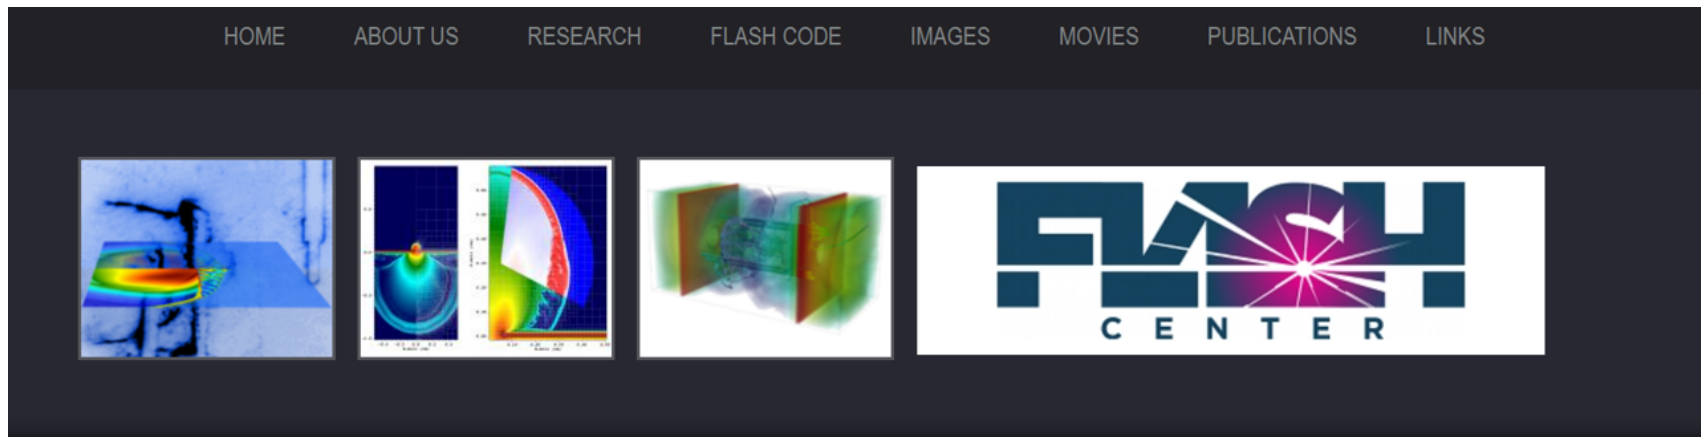 HOME ABOUT US RESEARCH FLASH CODE IMAGES MOVIES PUBLICATIONS LINKS
FLASH
CENTER